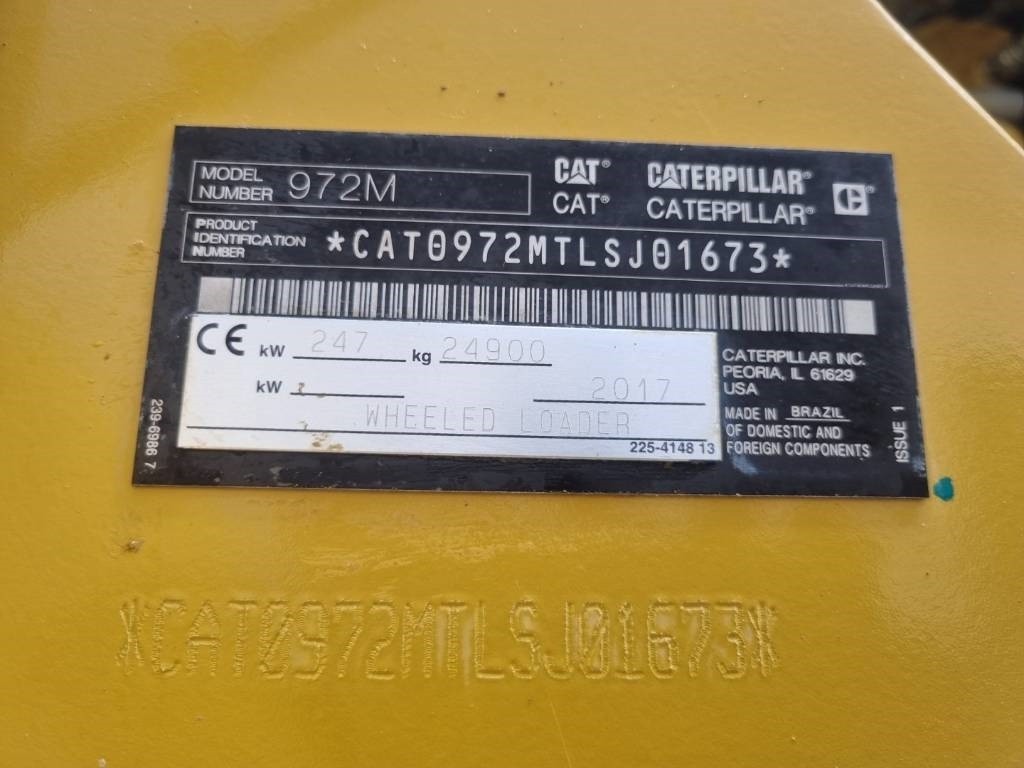 MODEL NUMBER 972M
CAT® CATERPILLAR®
CAT® CATERPILLAR®
PRODUCT IDENTIFICATION NUMBER *CAT0972MTLSJ01673*
CE kW 247 kg 24900
kW 2017
WHEELED LOADER
225-4148 13
CATERPILLAR INC.
PEORIA, IL 61629
USA
MADE IN BRAZIL
OF DOMESTIC AND
FOREIGN COMPONENTS
239-6986 7
ISSUE 1
*CAT0972MTLSJ01673*